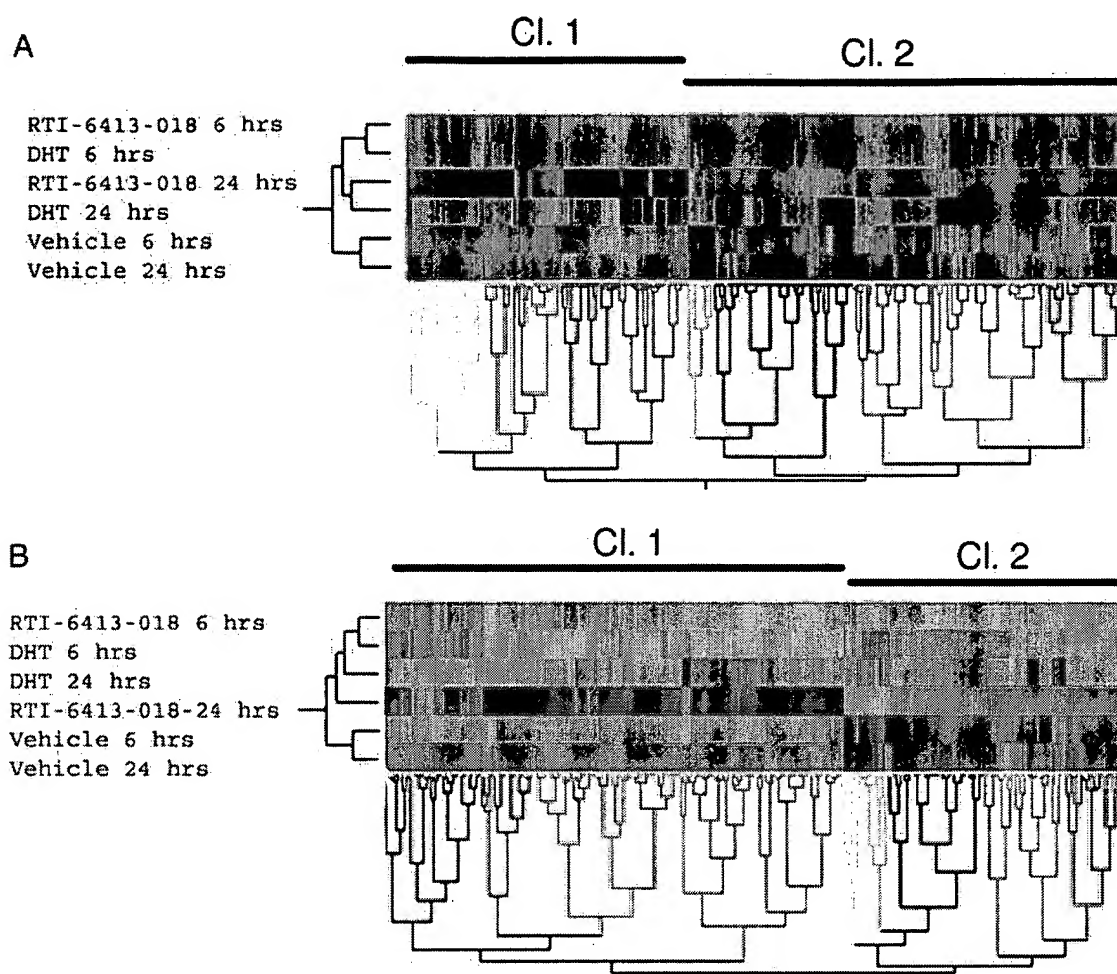 A
Cl. 1
Cl. 2
RTI-6413-018 6 hrs
DHT 6 hrs
RTI-6413-018 24 hrs
DHT 24 hrs
Vehicle 6 hrs
Vehicle 24 hrs
B
Cl. 1
Cl. 2
RTI-6413-018 6 hrs
DHT 6 hrs
DHT 24 hrs
RTI-6413-018-24 hrs
Vehicle 6 hrs
Vehicle 24 hrs